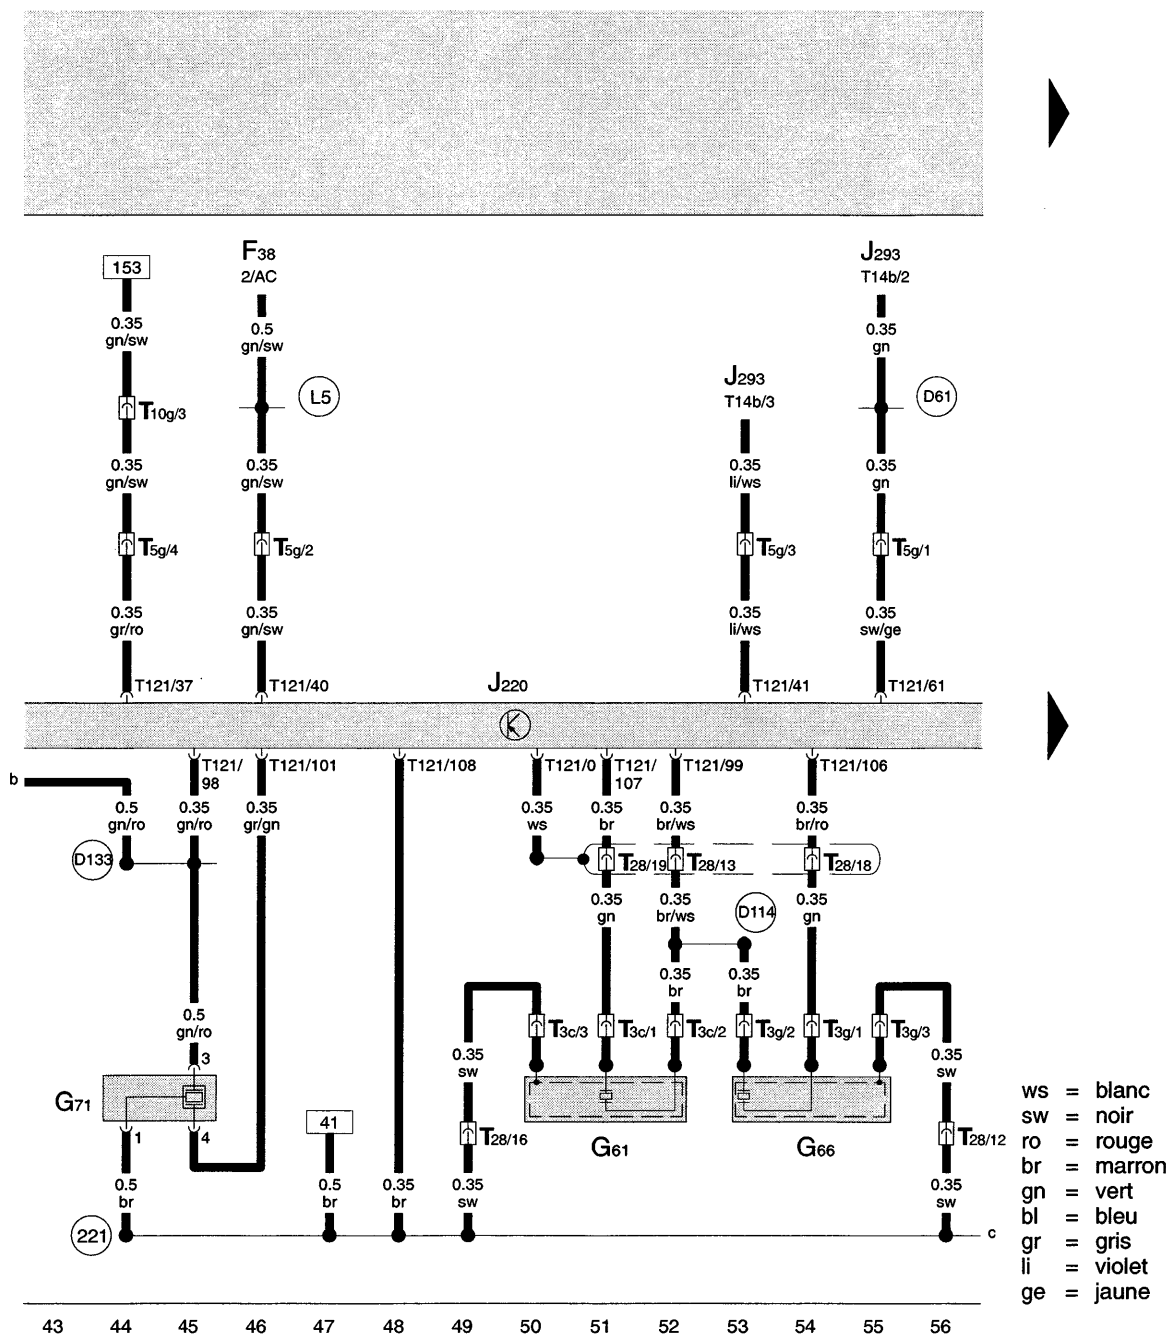 153
F38
2/AC
J293
T14b/2
0.35
gn/sw
0.5
gn/sw
0.35
gn
J293
T14b/3
L5
D61
T10g/3
0.35
gn/sw
0.35
gn/sw
0.35
li/ws
0.35
gn
T5g/4
T5g/2
T5g/3
T5g/1
0.35
gr/ro
0.35
gn/sw
0.35
li/ws
0.35
sw/ge
T121/37
T121/40
J220
T121/41
T121/61
b
T121/
98
T121/101
T121/108
T121/0
T121/
107
T121/99
T121/106
0.5
gn/ro
0.35
gn/ro
0.35
gr/gn
0.35
ws
0.35
br
0.35
br/ws
0.35
br/ro
D133
T28/19
T28/13
T28/18
0.35
gn
0.35
br/ws
D114
0.35
gn
0.35
br
0.35
br
0.5
gn/ro
T3c/3
T3c/1
T3c/2
T3g/2
T3g/1
T3g/3
3
0.35
sw
0.35
sw
G71
1
4
41
T28/16
G61
G66
T28/12
0.5
br
0.5
br
0.35
br
0.35
sw
0.35
sw
221
c
ws = blanc
sw = noir
ro = rouge
br = marron
gn = vert
bl = bleu
gr = gris
li = violet
ge = jaune
43 44 45 46 47 48 49 50 51 52 53 54 55 56